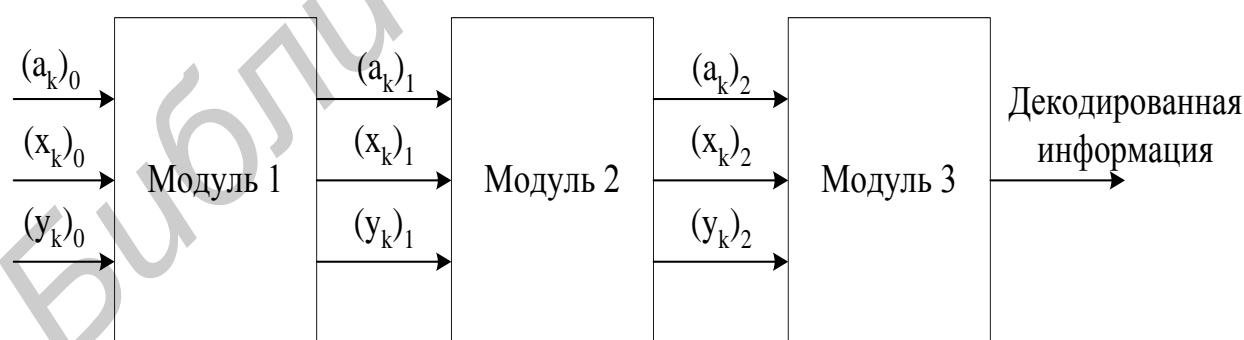 (a_k)_0 (a_k)_1 (a_k)_2
Декодированная
информация
(x_k)_0 (x_k)_1 (x_k)_2
Модуль 1 Модуль 2 Модуль 3
(y_k)_0 (y_k)_1 (y_k)_2
Библи